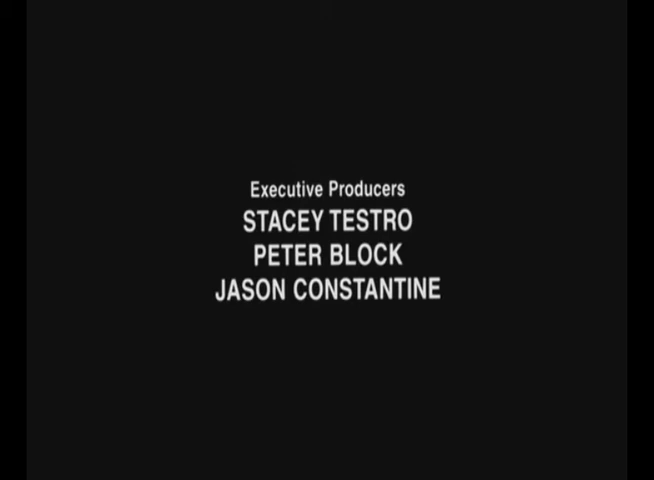 Executive Producers
STACEY TESTRO
PETER BLOCK
JASON CONSTANTINE